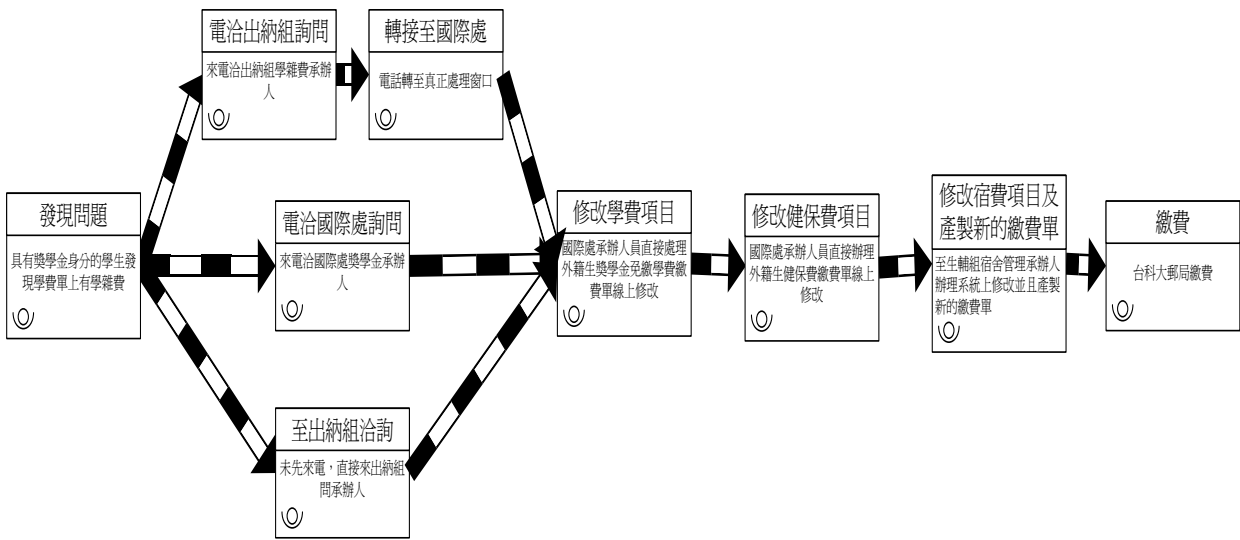 電洽出納組詢問
來電洽出納組學雜費承辦
人
轉接至國際處
電話轉至真正處理窗口
發現問題
具有獎學金身分的學生發
現學費單上有學雜費
電洽國際處詢問
來電洽國際處獎學金承辦
人
至出納組洽詢
未先來電，直接來出納組
問承辦人
修改學費項目
國際處承辦人員直接處理
外籍生獎學金免繳學費繳
費單線上修改
修改健保費項目
國際處承辦人員直接辦理
外籍生健保費繳費單線上
修改
修改宿費項目及
產製新的繳費單
至生輔組宿舍管理承辦人
辦理系統上修改並且產製
新的繳費單
繳費
台科大郵局繳費